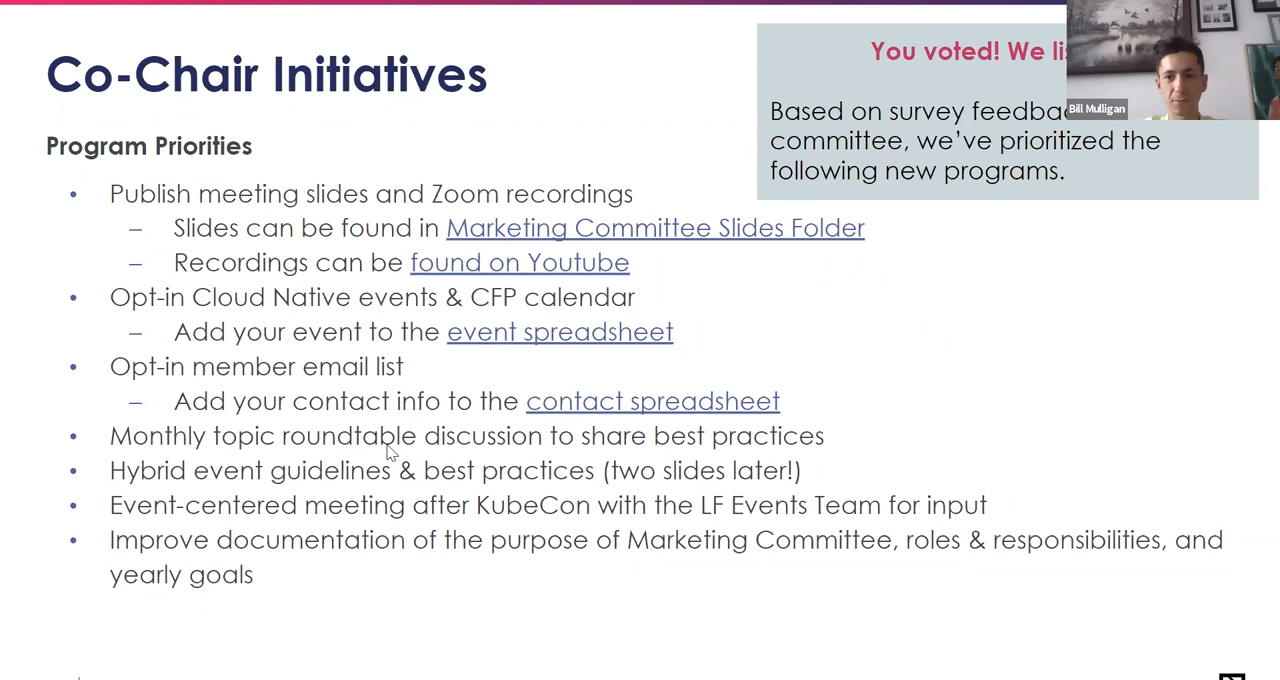 Co-Chair Initiatives
You voted! We
Bill Mulligan
Based on survey
committee, we’ve prioritized the
following new programs.
Program Priorities
• Publish meeting slides and Zoom recordings
– Slides can be found in Marketing Committee Slides Folder
– Recordings can be found on Youtube
• Opt-in Cloud Native events & CFP calendar
– Add your event to the event spreadsheet
• Opt-in member email list
– Add your contact info to the contact spreadsheet
• Monthly topic roundtable discussion to share best practices
• Hybrid event guidelines & best practices (two slides later!)
• Event-centered meeting after KubeCon with the LF Events Team for input
• Improve documentation of the purpose of Marketing Committee, roles & responsibilities, and
yearly goals